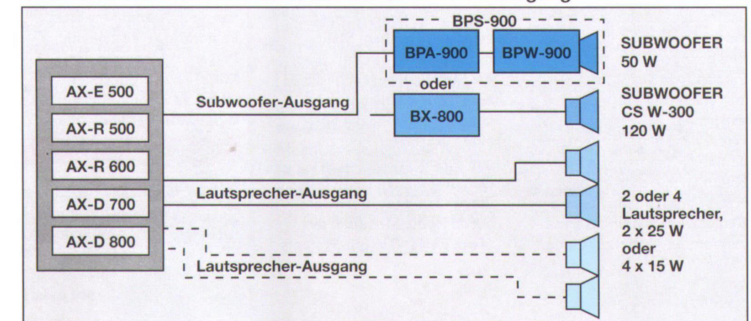 BPS-900
BPA-900
BPW-900
SUBWOOFER
50 W
oder
AX-E 500
AX-R 500
AX-R 600
AX-D 700
AX-D 800
Subwoofer-Ausgang
BX-800
SUBWOOFER
CS W-300
120 W
Lautsprecher-Ausgang
2 oder 4
Lautsprecher,
2 x 25 W
oder
4 x 15 W
Lautsprecher-Ausgang